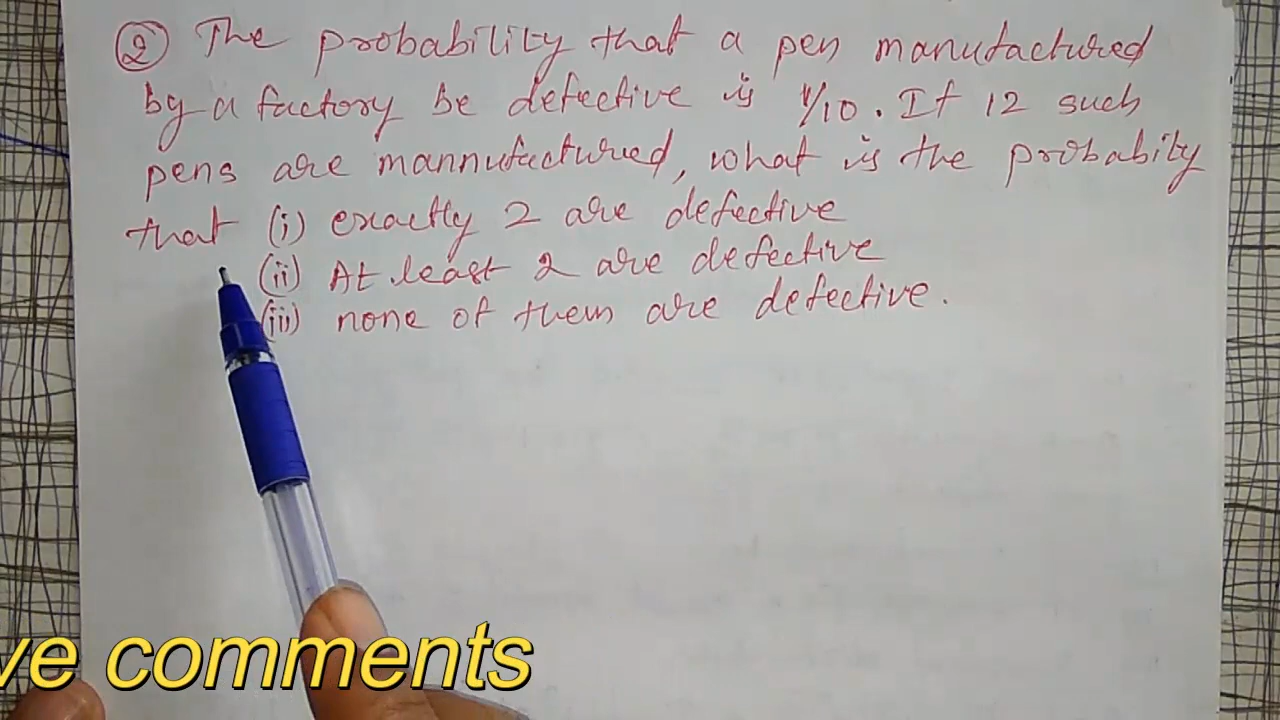 ② The probability that a pen manufactured
by a factory be defective is 1/10. If 12 such
pens are mannufactured, what is the probabity
that (i) exactly 2 are defective
(ii) At least 2 are defective
(iii) none of them are defective.
ve comments